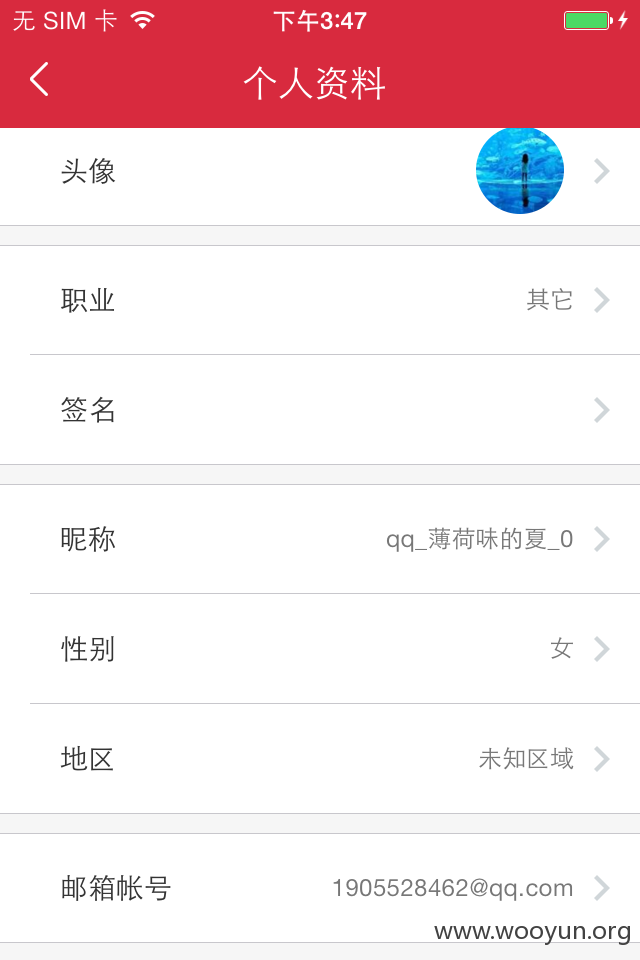 无 SIM 卡 下午3:47
个人资料
头像
职业 其它
签名
昵称 qq_薄荷味的夏_0
性别 女
地区 未知区域
邮箱帐号 1905528462@qq.com
www.wooyun.org